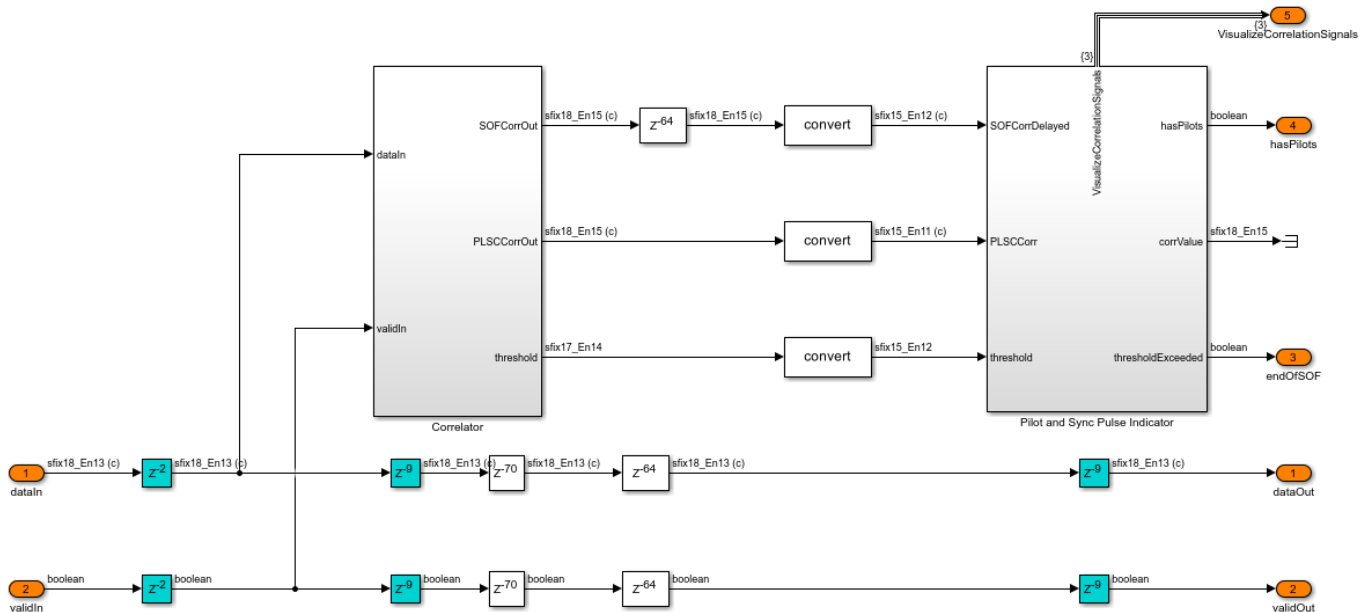 5
{3}
VisualizeCorrelationSignals
{3}
VisualizeCorrelationSignals
SOFCorrOut
sfix18_En15 (c)
z-64
sfix18_En15 (c)
convert
sfix15_En12 (c)
SOFCorrDelayed
hasPilots
boolean
4
hasPilots
dataIn
PLSCCorrOut
sfix18_En15 (c)
convert
sfix15_En11 (c)
PLSCCorr
corrValue
sfix18_En15
validIn
threshold
sfix17_En14
convert
sfix15_En12
threshold
thresholdExceeded
boolean
3
endOfSOF
Correlator
Pilot and Sync Pulse Indicator
1
dataIn
sfix18_En13 (c)
z-2
sfix18_En13 (c)
z-9
sfix18_En13 (c)
z-70
sfix18_En13 (c)
z-64
sfix18_En13 (c)
z-9
sfix18_En13 (c)
1
dataOut
2
validIn
boolean
z-2
boolean
z-9
boolean
z-70
boolean
z-64
boolean
z-9
boolean
2
validOut